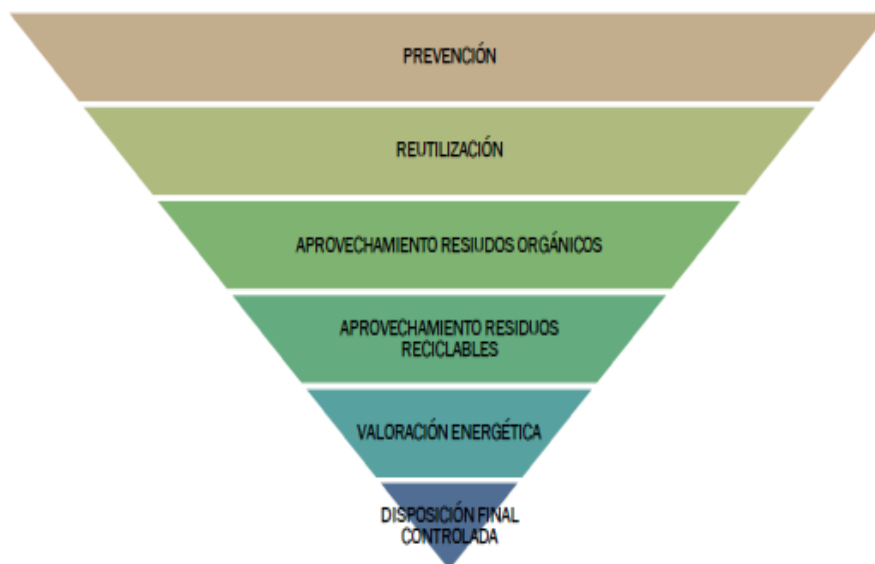 PREVENCIÓN
REUTILIZACIÓN
APROVECHAMIENTO RESIUDOS ORGÁNICOS
APROVECHAMIENTO RESIDUOS
RECICLABLES
VALORACIÓN ENERGÉTICA
DISPOSICIÓN FINAL
CONTROLADA